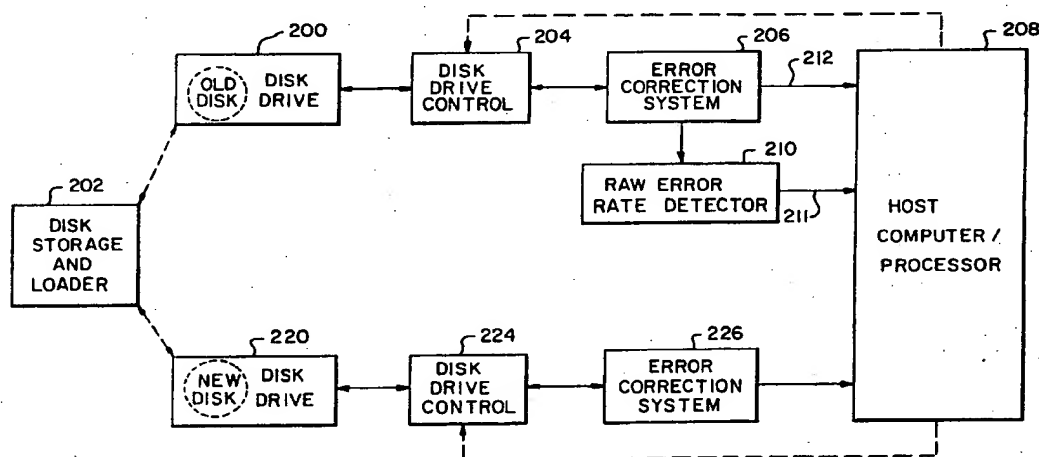 200
OLD DISK
DISK DRIVE
204
DISK
DRIVE
CONTROL
206
ERROR
CORRECTION
SYSTEM
212
208
HOST
COMPUTER/
PROCESSOR
210
RAW ERROR
RATE DETECTOR
211
202
DISK
STORAGE
AND
LOADER
220
NEW DISK
DISK DRIVE
224
DISK
DRIVE
CONTROL
226
ERROR
CORRECTION
SYSTEM